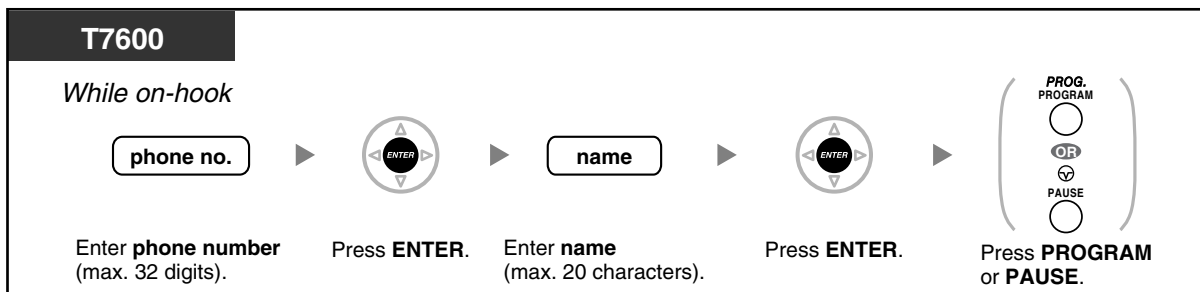 T7600
While on-hook
PROG.
PROGRAM
phone no.
ENTER
name
ENTER
OR
PAUSE
Enter phone number
(max. 32 digits).
Press ENTER.
Enter name
(max. 20 characters).
Press ENTER.
Press PROGRAM
or PAUSE.